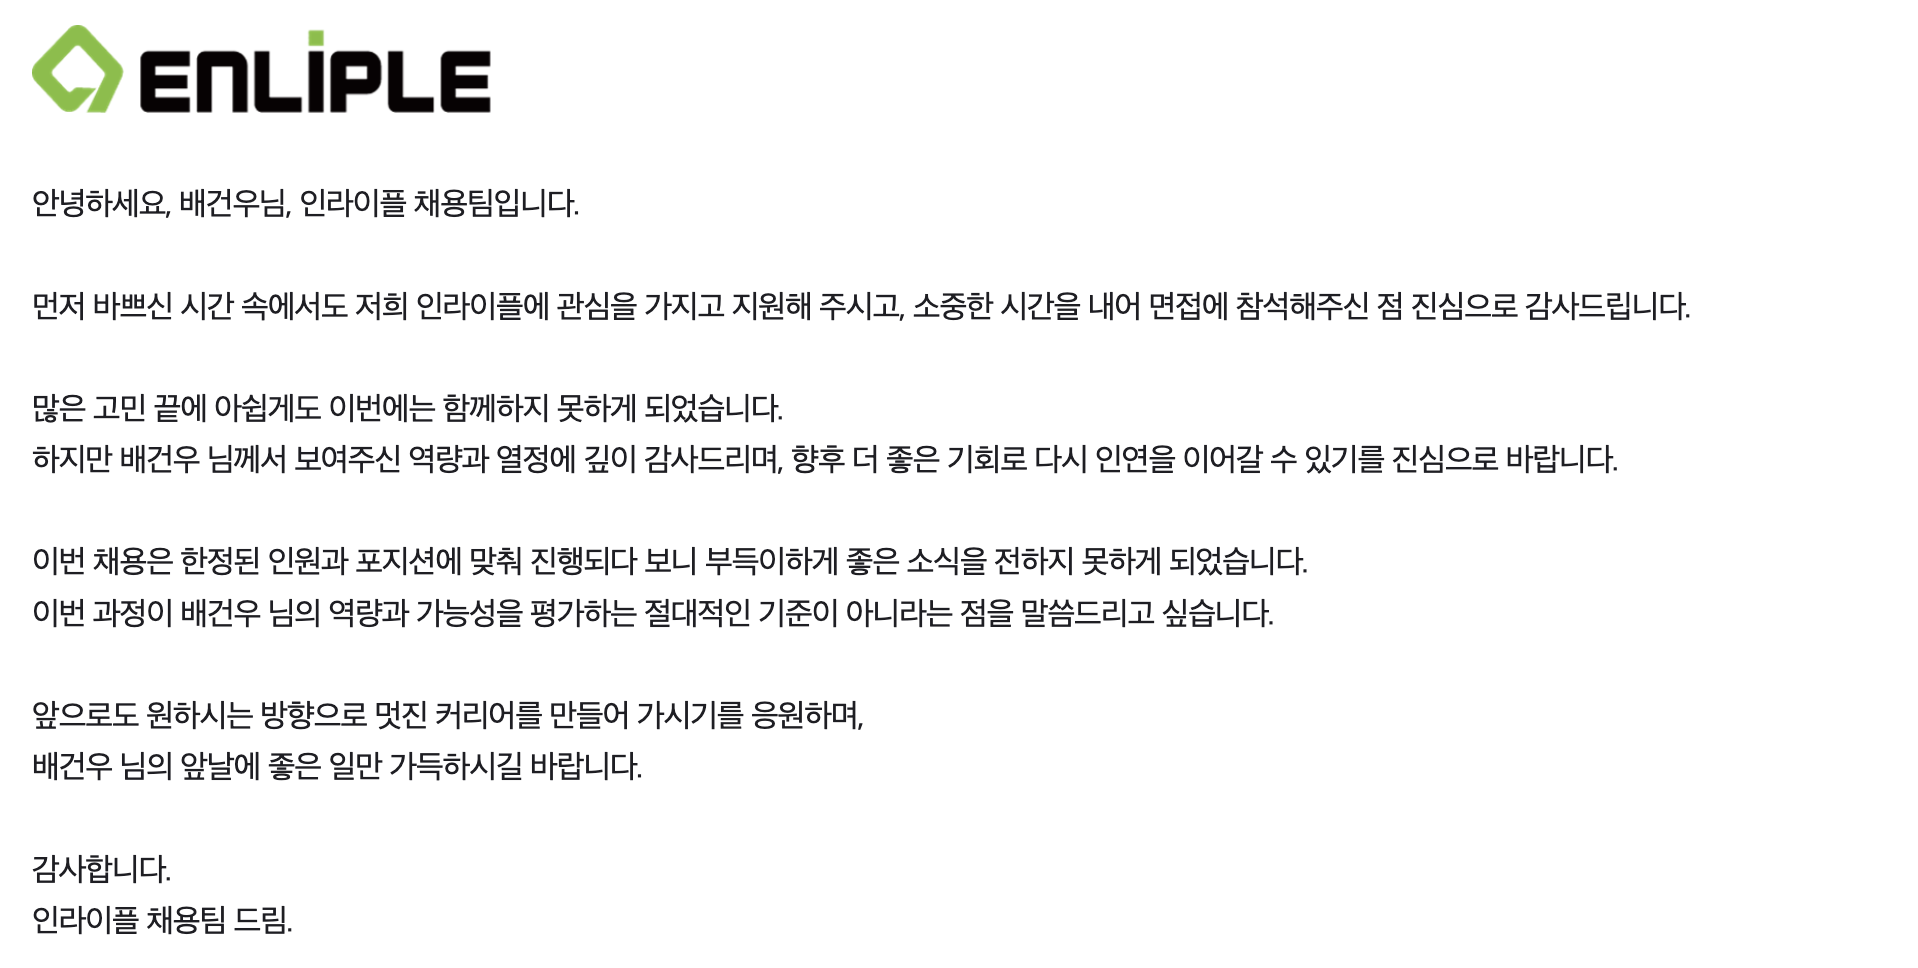 ENLIPLE
안녕하세요, 배건우님, 인라이플 채용팀입니다.
먼저 바쁘신 시간 속에서도 저희 인라이플에 관심을 가지고 지원해 주시고, 소중한 시간을 내어 면접에 참석해주신 점 진심으로 감사드립니다.
많은 고민 끝에 아쉽게도 이번에는 함께하지 못하게 되었습니다.
하지만 배건우 님께서 보여주신 역량과 열정에 깊이 감사드리며, 향후 더 좋은 기회로 다시 인연을 이어갈 수 있기를 진심으로 바랍니다.
이번 채용은 한정된 인원과 포지션에 맞춰 진행되다 보니 부득이하게 좋은 소식을 전하지 못하게 되었습니다.
이번 과정이 배건우 님의 역량과 가능성을 평가하는 절대적인 기준이 아니라는 점을 말씀드리고 싶습니다.
앞으로도 원하시는 방향으로 멋진 커리어를 만들어 가시기를 응원하며,
배건우 님의 앞날에 좋은 일만 가득하시길 바랍니다.
감사합니다.
인라이플 채용팀 드림.